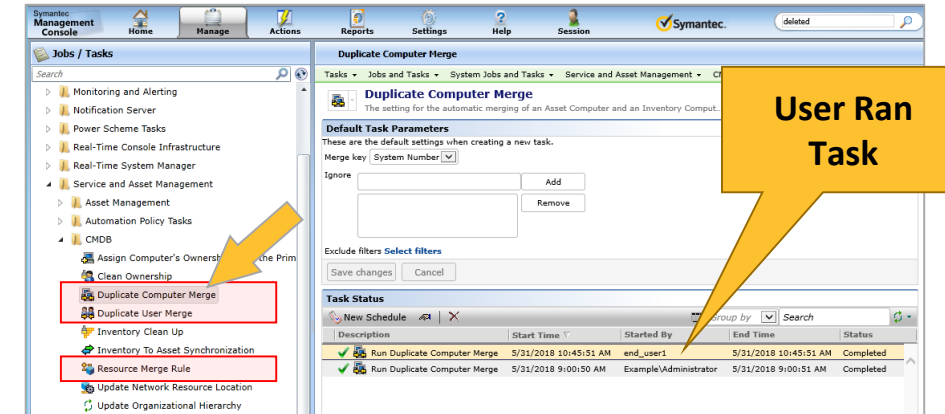 Symantec
Management
Console
Home
Manage
Actions
Reports
Settings
Help
Session
Symantec.
deleted
Jobs / Tasks
Search
Monitoring and Alerting
Notification Server
Power Scheme Tasks
Real-Time Console Infrastructure
Real-Time System Manager
Service and Asset Management
Asset Management
Automation Policy Tasks
CMDB
Assign Computer's Owners the Prim
Clean Ownership
Duplicate Computer Merge
Duplicate User Merge
Inventory Clean Up
Inventory To Asset Synchronization
Resource Merge Rule
Update Network Resource Location
Update Organizational Hierarchy
Duplicate Computer Merge
Tasks Jobs and Tasks System Jobs and Tasks Service and Asset Management
Duplicate Computer Merge
The setting for the automatic merging of an Asset Computer and an Inventory Comput..
Default Task Parameters
These are the default settings when creating a new task.
Merge key System Number
Ignore
Add
Remove
Exclude filters Select filters
Save changes Cancel
User Ran
Task
Task Status
New Schedule
Group by Search
Description Start Time Started By End Time Status
Run Duplicate Computer Merge 5/31/2018 10:45:51 AM end_user1 5/31/2018 10:45:51 AM Completed
Run Duplicate Computer Merge 5/31/2018 9:00:50 AM Example\Administrator 5/31/2018 9:00:51 AM Completed